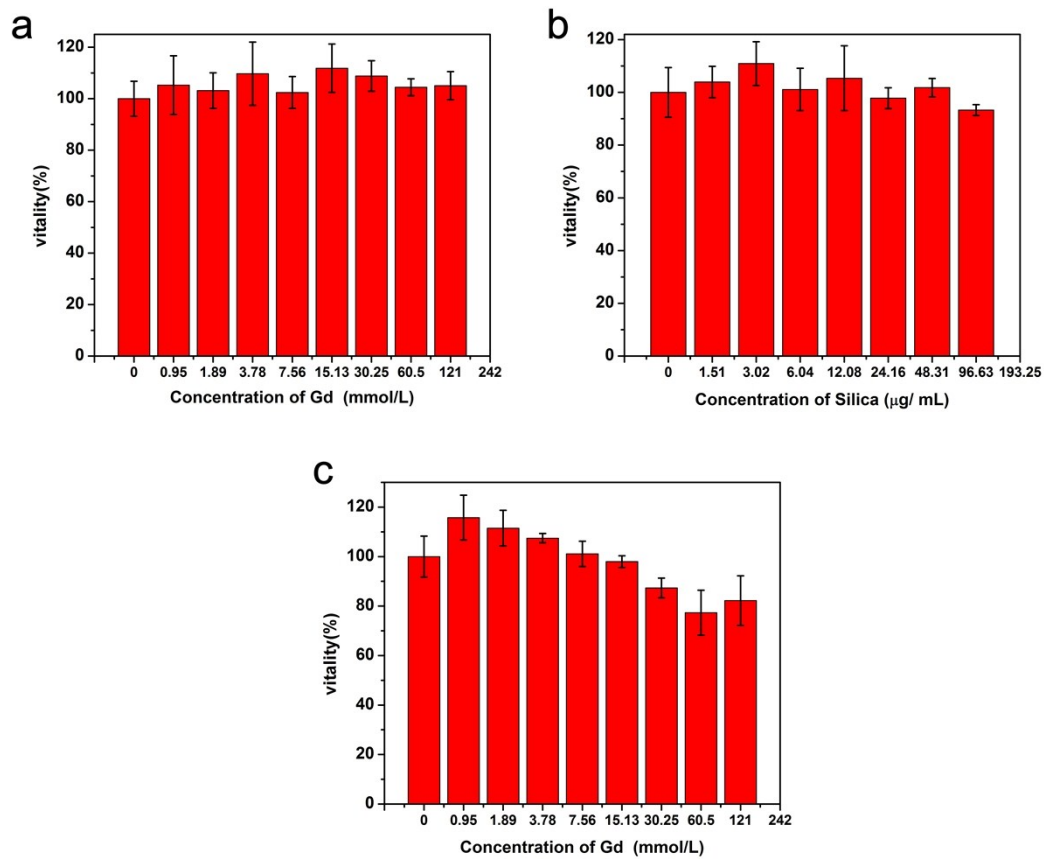 a
120
100
80
60
40
20
0
vitality(%)
0 0.95 1.89 3.78 7.56 15.13 30.25 60.5 121 242
Concentration of Gd (mmol/L)
b
120
100
80
60
40
20
0
vitality(%)
0 1.51 3.02 6.04 12.08 24.16 48.31 96.63 193.25
Concentration of Silica (μg/ mL)
c
120
100
80
60
40
20
0
vitality(%)
0 0.95 1.89 3.78 7.56 15.13 30.25 60.5 121 242
Concentration of Gd (mmol/L)